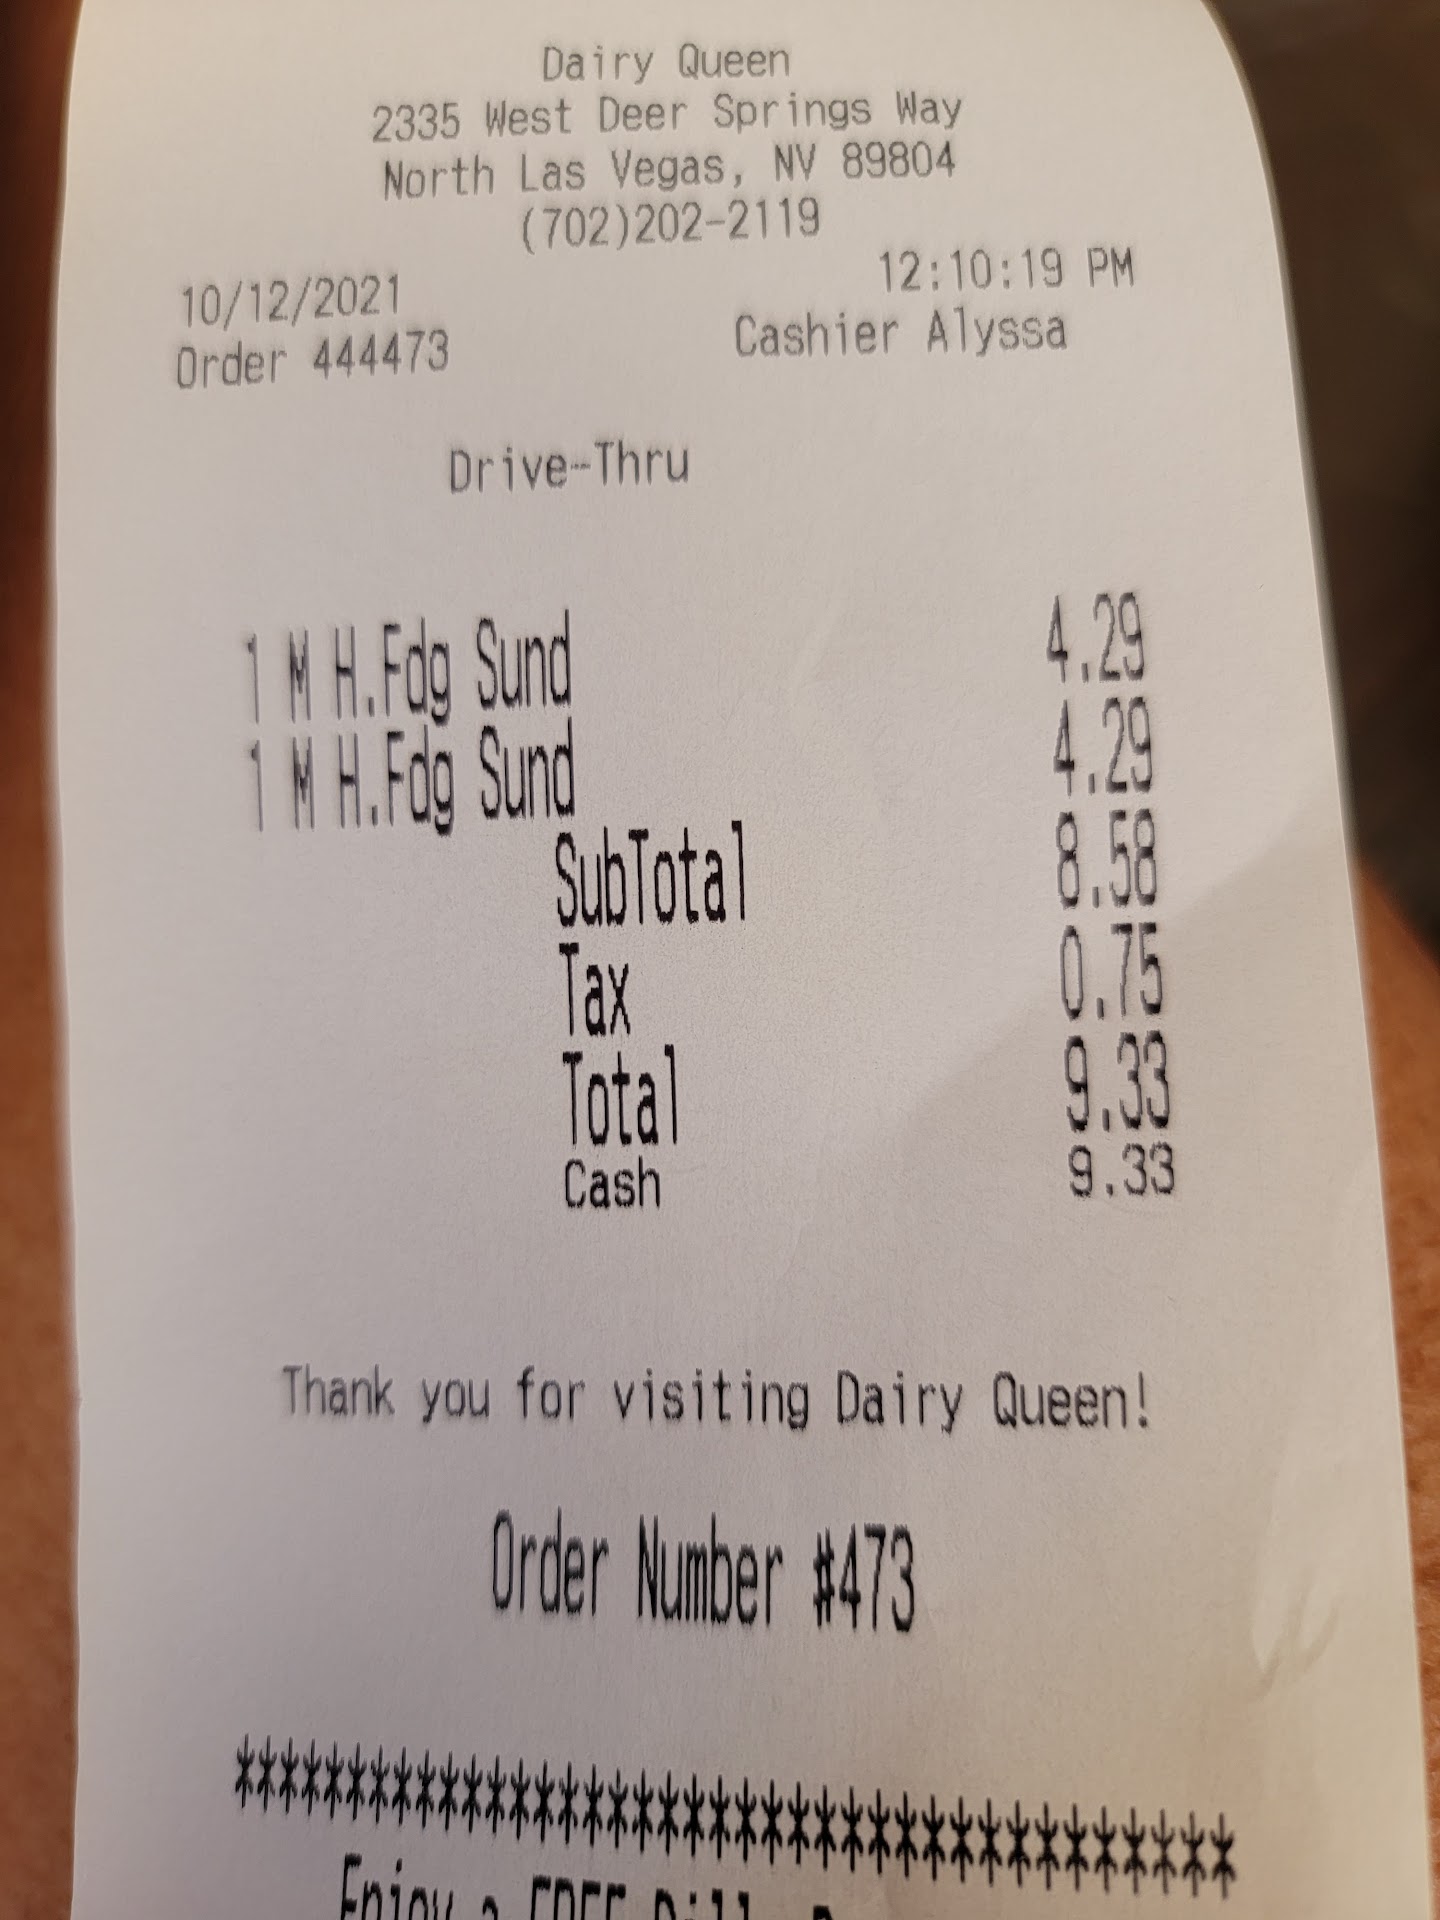 Dairy Queen
2335 West Deer Springs Way
North Las Vegas, NV 89804
(702)202-2119
10/12/2021 12:10:19 PM
Order 444473 Cashier Alyssa
Drive-Thru
1 M H.Fdg Sund 4.29
1 M H.Fdg Sund 4.29
SubTotal 8.58
Tax 0.75
Total 9.33
Cash 9.33
Thank you for visiting Dairy Queen!
Order Number #473
********************************************
Enjoy a FREE